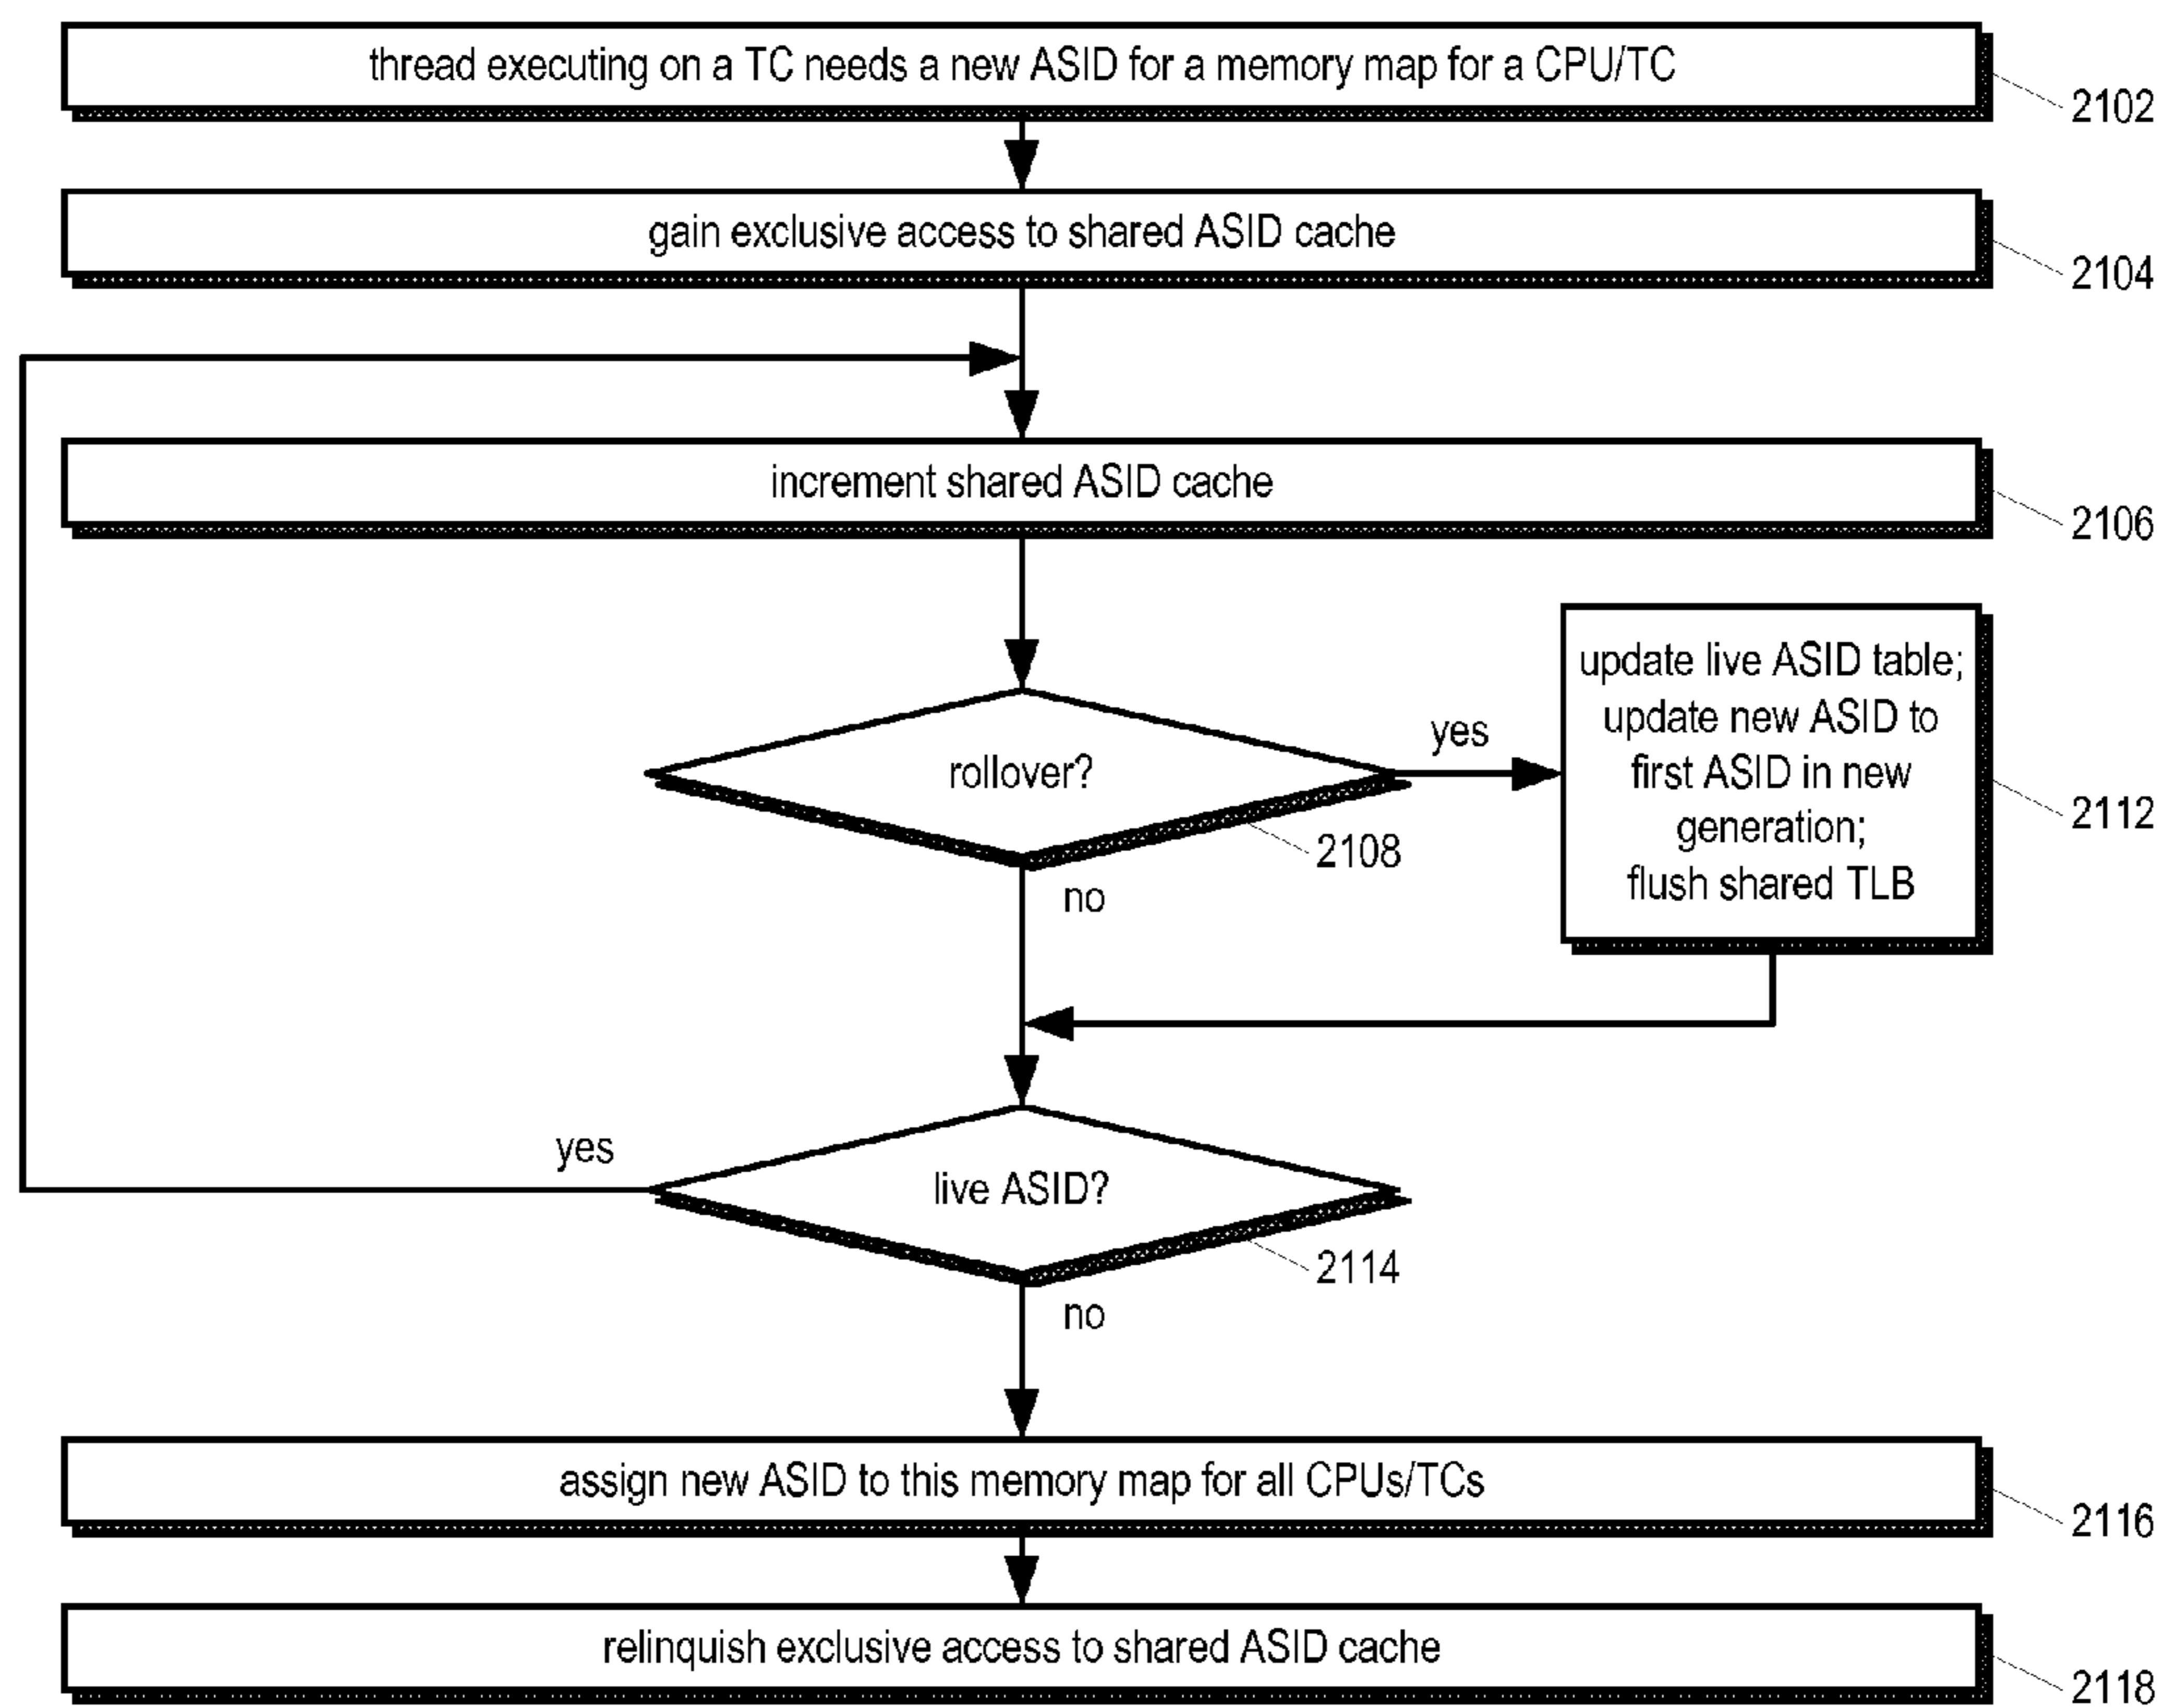 thread executing on a TC needs a new ASID for a memory map for a CPU/TC
2102
gain exclusive access to shared ASID cache
2104
increment shared ASID cache
2106
rollover?
2108
yes
no
update live ASID table;
update new ASID to
first ASID in new
generation;
flush shared TLB
2112
live ASID?
2114
yes
no
assign new ASID to this memory map for all CPUs/TCs
2116
relinquish exclusive access to shared ASID cache
2118